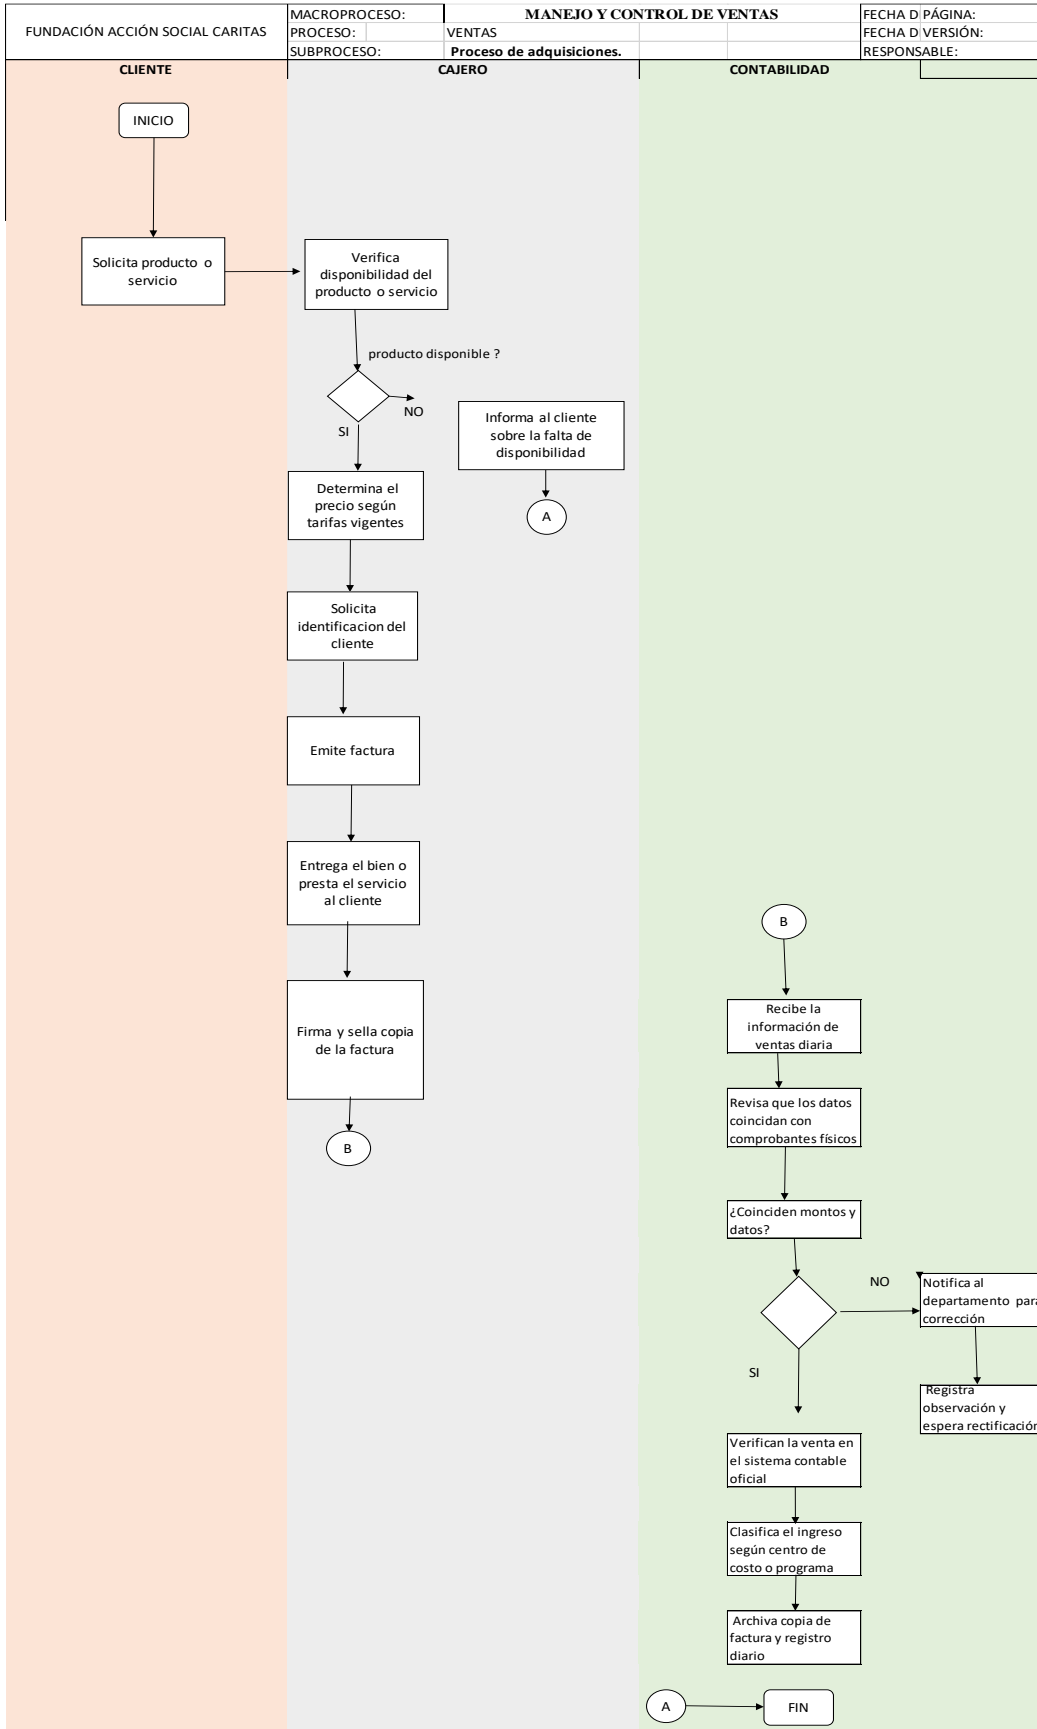 FUNDACIÓN ACCIÓN SOCIAL CARITAS
MACROPROCESO:
MANEJO Y CONTROL DE VENTAS
FECHA D
PÁGINA:
PROCESO:
VENTAS
FECHA D
VERSIÓN:
SUBPROCESO:
Proceso de adquisiciones.
RESPONSABLE:
CLIENTE
CAJERO
CONTABILIDAD
INICIO
Solicita producto o
servicio
Verifica
disponibilidad del
producto o servicio
producto disponible ?
NO
SI
Informa al cliente
sobre la falta de
disponibilidad
A
Determina el
precio según
tarifas vigentes
Solicita
identificacion del
cliente
Emite factura
Entrega el bien o
presta el servicio
al cliente
Firma y sella copia
de la factura
B
B
Recibe la
información de
ventas diaria
Revisa que los datos
coincidan con
comprobantes físicos
¿Coinciden montos y
datos?
NO
Notifica al
departamento para
corrección
SI
Registra
observación y
espera rectificación
Verifican la venta en
el sistema contable
oficial
Clasifica el ingreso
según centro de
costo o programa
Archiva copia de
factura y registro
diario
A
FIN